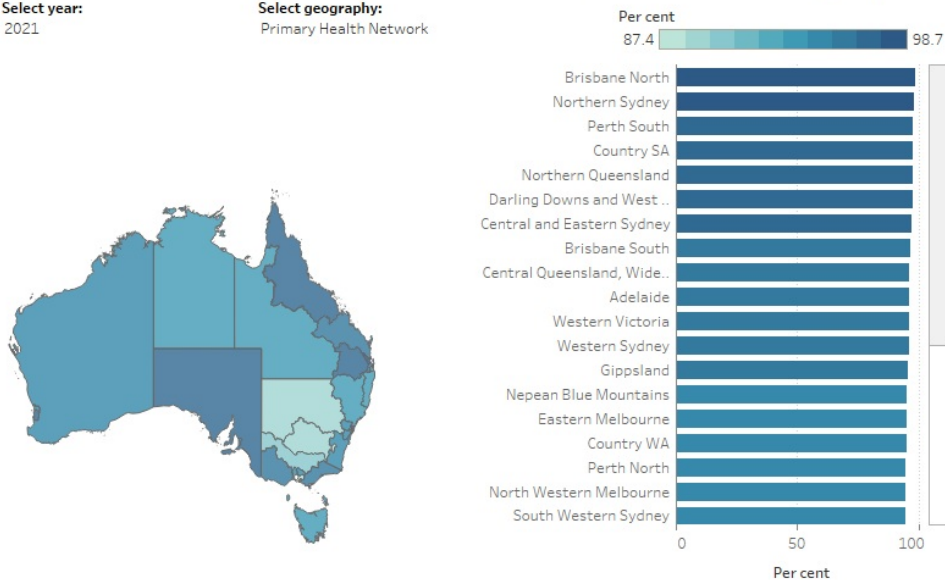 Select year:
2021
Select geography:
Primary Health Network
Per cent
87.4
98.7
Brisbane North
Northern Sydney
Perth South
Country SA
Northern Queensland
Darling Downs and West ..
Central and Eastern Sydney
Brisbane South
Central Queensland, Wide..
Adelaide
Western Victoria
Western Sydney
Gippsland
Nepean Blue Mountains
Eastern Melbourne
Country WA
Perth North
North Western Melbourne
South Western Sydney
0
50
100
Per cent